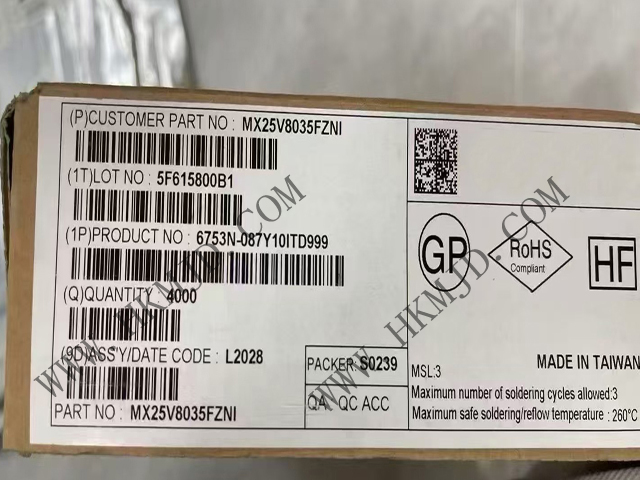 (P)CUSTOMER PART NO : MX25V8035FZNI
(1T)LOT NO : 5F615800B1
(1P)PRODUCT NO : 6753N-087Y10ITD999
(Q)QUANTITY : 4000
(9D)ASS'Y/DATE CODE : L2028
PART NO : MX25V8035FZNI
PACKER: S0239
QA QC ACC
GP
RoHS
Compliant
HF
MSL:3
MADE IN TAIWAN
Maximum number of soldering cycles allowed:3
Maximum safe soldering/reflow temperature : 260°C
WWW.HKMJD.COM
WWW.HKMJD.COM